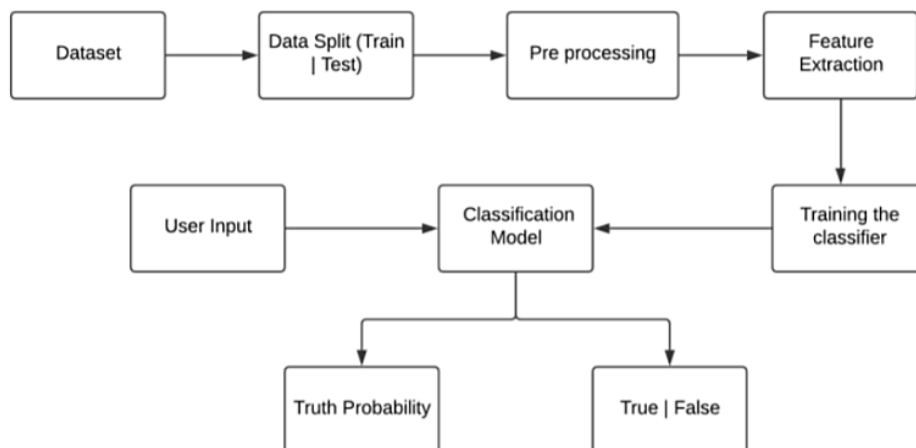 Dataset
Data Split (Train
| Test)
Pre processing
Feature
Extraction
User Input
Classification
Model
Training the
classifier
Truth Probability
True | False